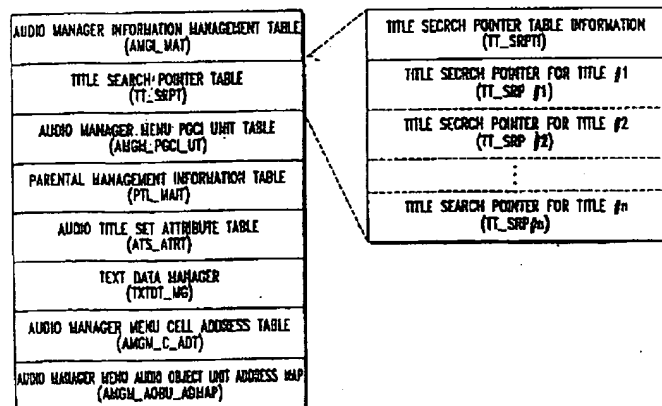 AUDIO MANAGER INFORMATION MANAGEMENT TABLE
(AMGI_MAT)
TITLE SEARCH POINTER TABLE
(TT_SRPT)
AUDIO MANAGER MENU PGCI UNIT TABLE
(AMGM_PGCI_UT)
PARENTAL MANAGEMENT INFORMATION TABLE
(PTL_MAIT)
AUDIO TITLE SET ATTRIBUTE TABLE
(ATS_ATRT)
TEXT DATA MANAGER
(TXTDT_MG)
AUDIO MANAGER MENU CELL ADDRESS TABLE
(AMGM_C_ADT)
AUDIO MANAGER MENU AUDIO OBJECT UNIT ADDRESS MAP
(AMGM_AOBU_ADMAP)
TITLE SECRCH POINTER TABLE INFORMATION
(TT_SRPTI)
TITLE SECRCH POINTER FOR TITLE #1
(TT_SRP #1)
TITLE SECRCH POINTER FOR TITLE #2
(TT_SRP #2)
⋮
TITLE SEARCH POINTER FOR TITLE #n
(TT_SRP#n)